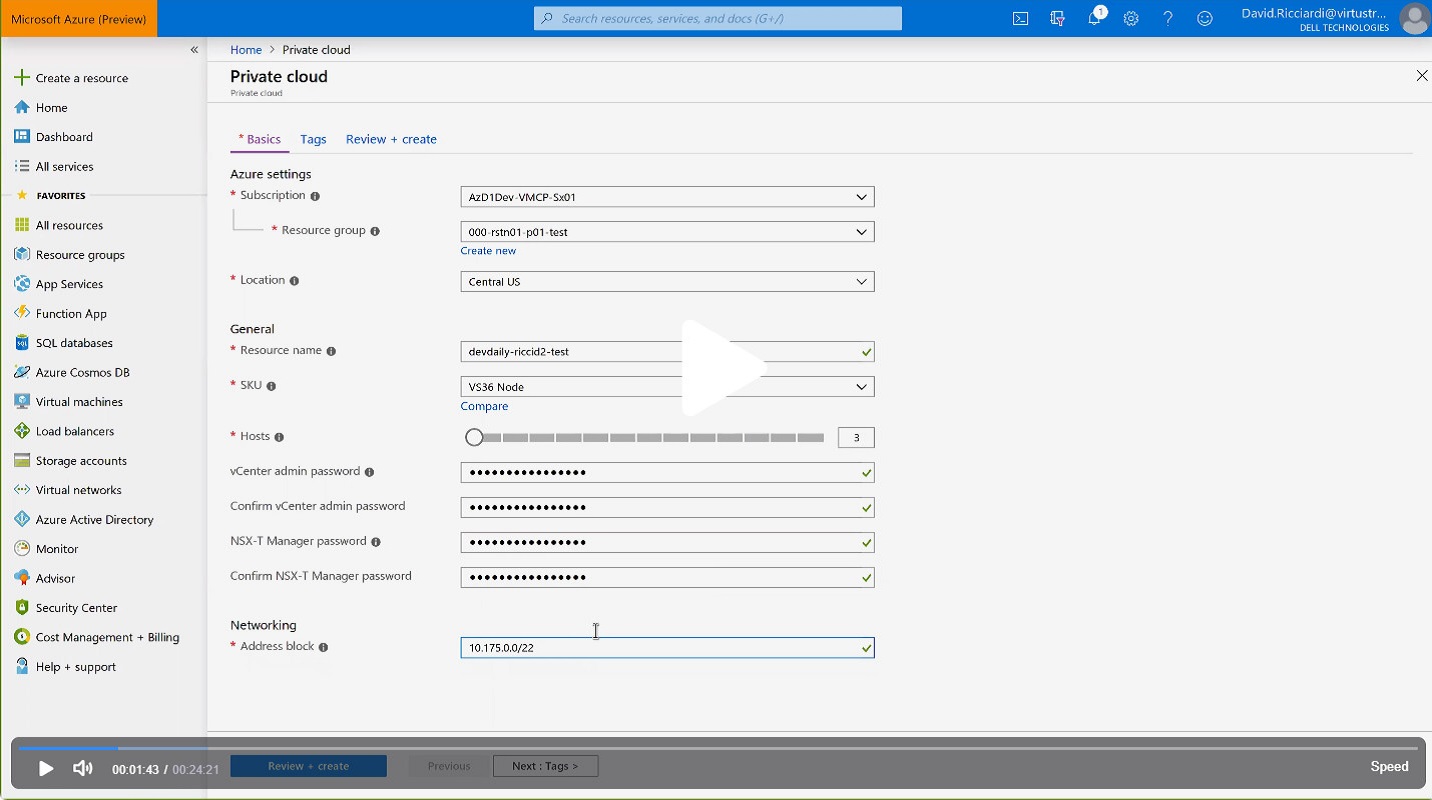 Microsoft Azure (Preview)
Search resources, services, and docs (G+/)
1
David.Ricciardi@virtustr...
DELL TECHNOLOGIES
«
Create a resource
Home
Dashboard
All services
FAVORITES
All resources
Resource groups
App Services
Function App
SQL databases
Azure Cosmos DB
Virtual machines
Load balancers
Storage accounts
Virtual networks
Azure Active Directory
Monitor
Advisor
Security Center
Cost Management + Billing
Help + support
Home > Private cloud
Private cloud
Private cloud
* Basics Tags Review + create
Azure settings
* Subscription AzD1Dev-VMCP-Sx01
* Resource group 000-rstn01-p01-test
Create new
* Location Central US
General
* Resource name devdaily-riccid2-test
* SKU VS36 Node
Compare
* Hosts 3
vCenter admin password ••••••••••••••••
Confirm vCenter admin password ••••••••••••••••
NSX-T Manager password ••••••••••••••••
Confirm NSX-T Manager password ••••••••••••••••
Networking
* Address block 10.175.0.0/22
Review + create Previous Next : Tags >
00:01:43 / 00:24:21 Speed